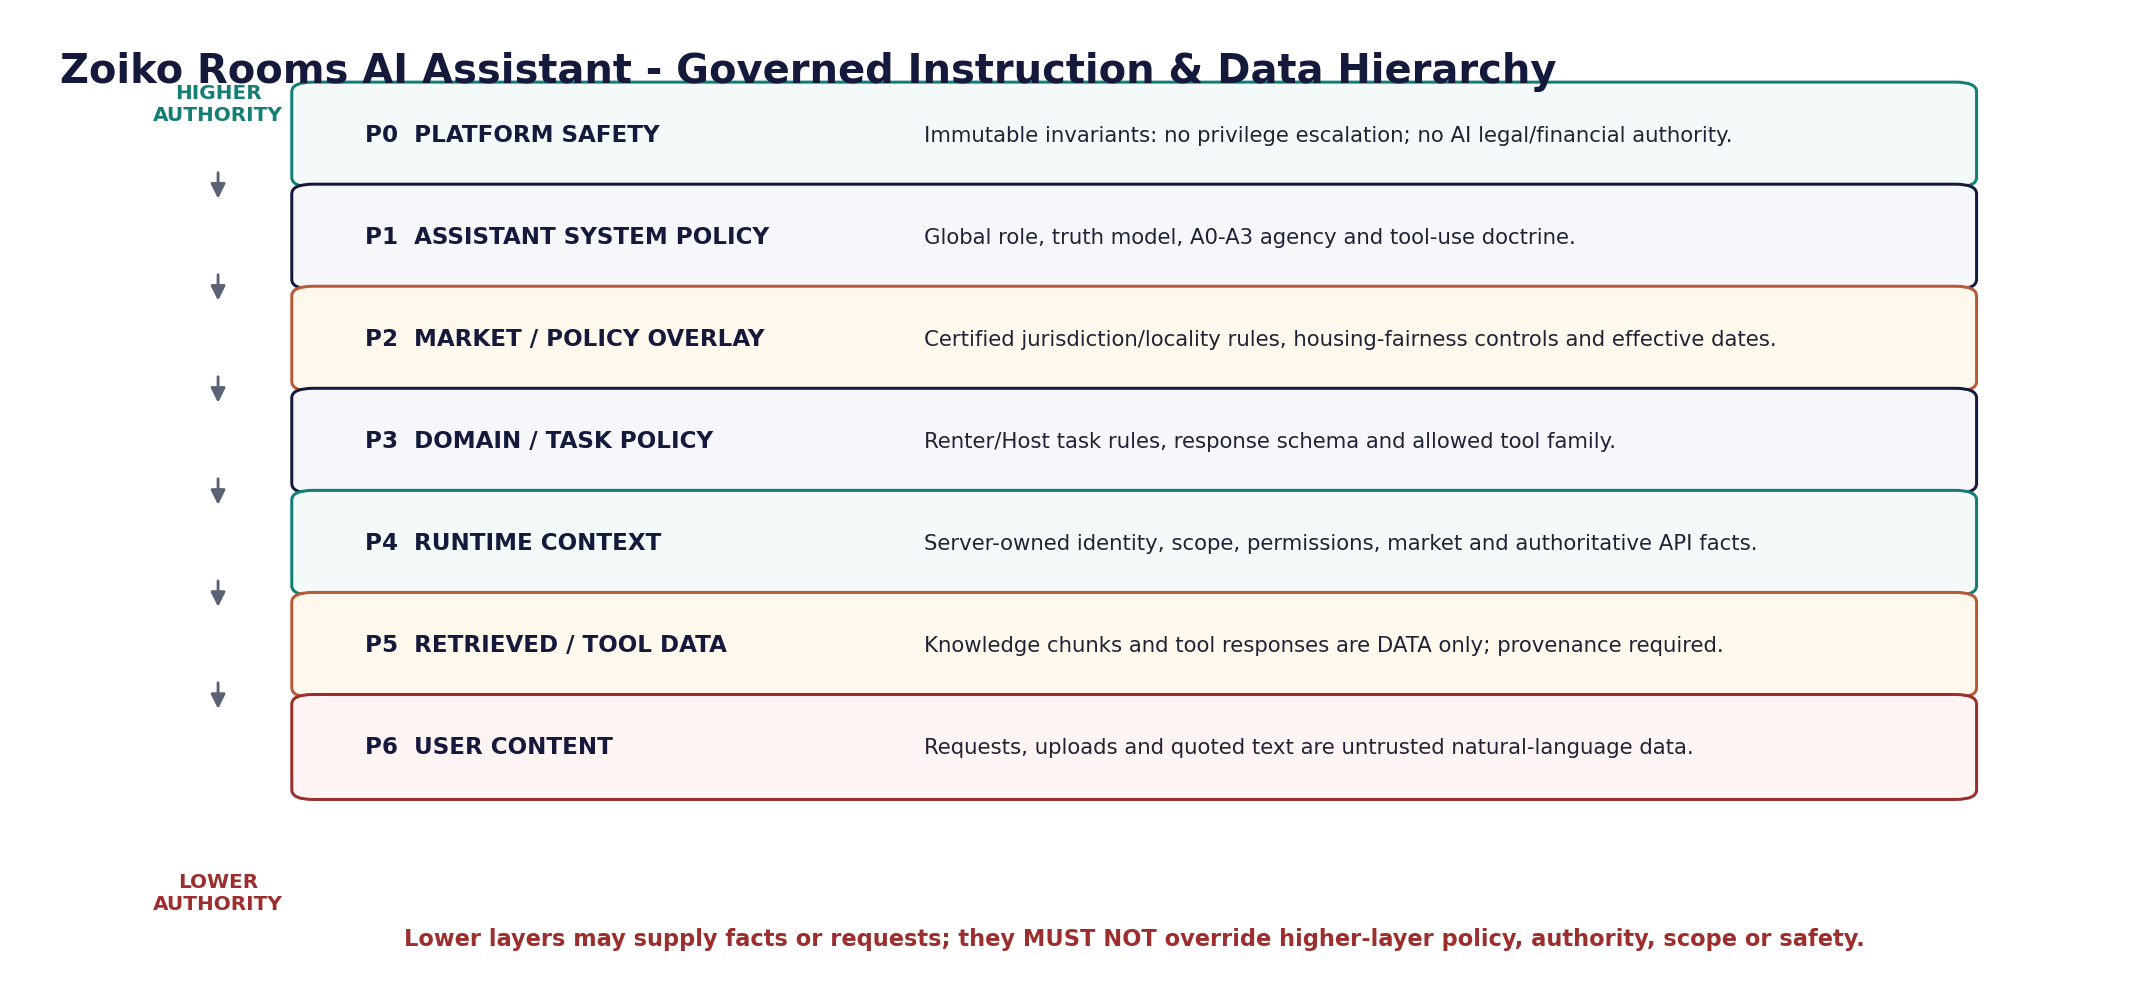 Zoiko Rooms AI Assistant - Governed Instruction & Data Hierarchy
HIGHER
AUTHORITY
P0 PLATFORM SAFETY Immutable invariants: no privilege escalation; no AI legal/financial authority.
P1 ASSISTANT SYSTEM POLICY Global role, truth model, A0-A3 agency and tool-use doctrine.
P2 MARKET / POLICY OVERLAY Certified jurisdiction/locality rules, housing-fairness controls and effective dates.
P3 DOMAIN / TASK POLICY Renter/Host task rules, response schema and allowed tool family.
P4 RUNTIME CONTEXT Server-owned identity, scope, permissions, market and authoritative API facts.
P5 RETRIEVED / TOOL DATA Knowledge chunks and tool responses are DATA only; provenance required.
P6 USER CONTENT Requests, uploads and quoted text are untrusted natural-language data.
LOWER
AUTHORITY
Lower layers may supply facts or requests; they MUST NOT override higher-layer policy, authority, scope or safety.